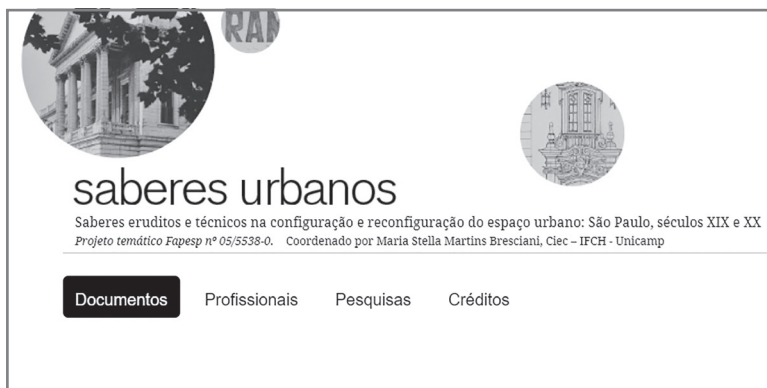 RAM
saberes urbanos
Saberes eruditos e técnicos na configuração e reconfiguração do espaço urbano: São Paulo, séculos XIX e XX
Projeto temático Fapesp nº 05/5538-0. Coordenado por Maria Stella Martins Bresciani, Ciec – IFCH - Unicamp
Documentos Profissionais Pesquisas Créditos